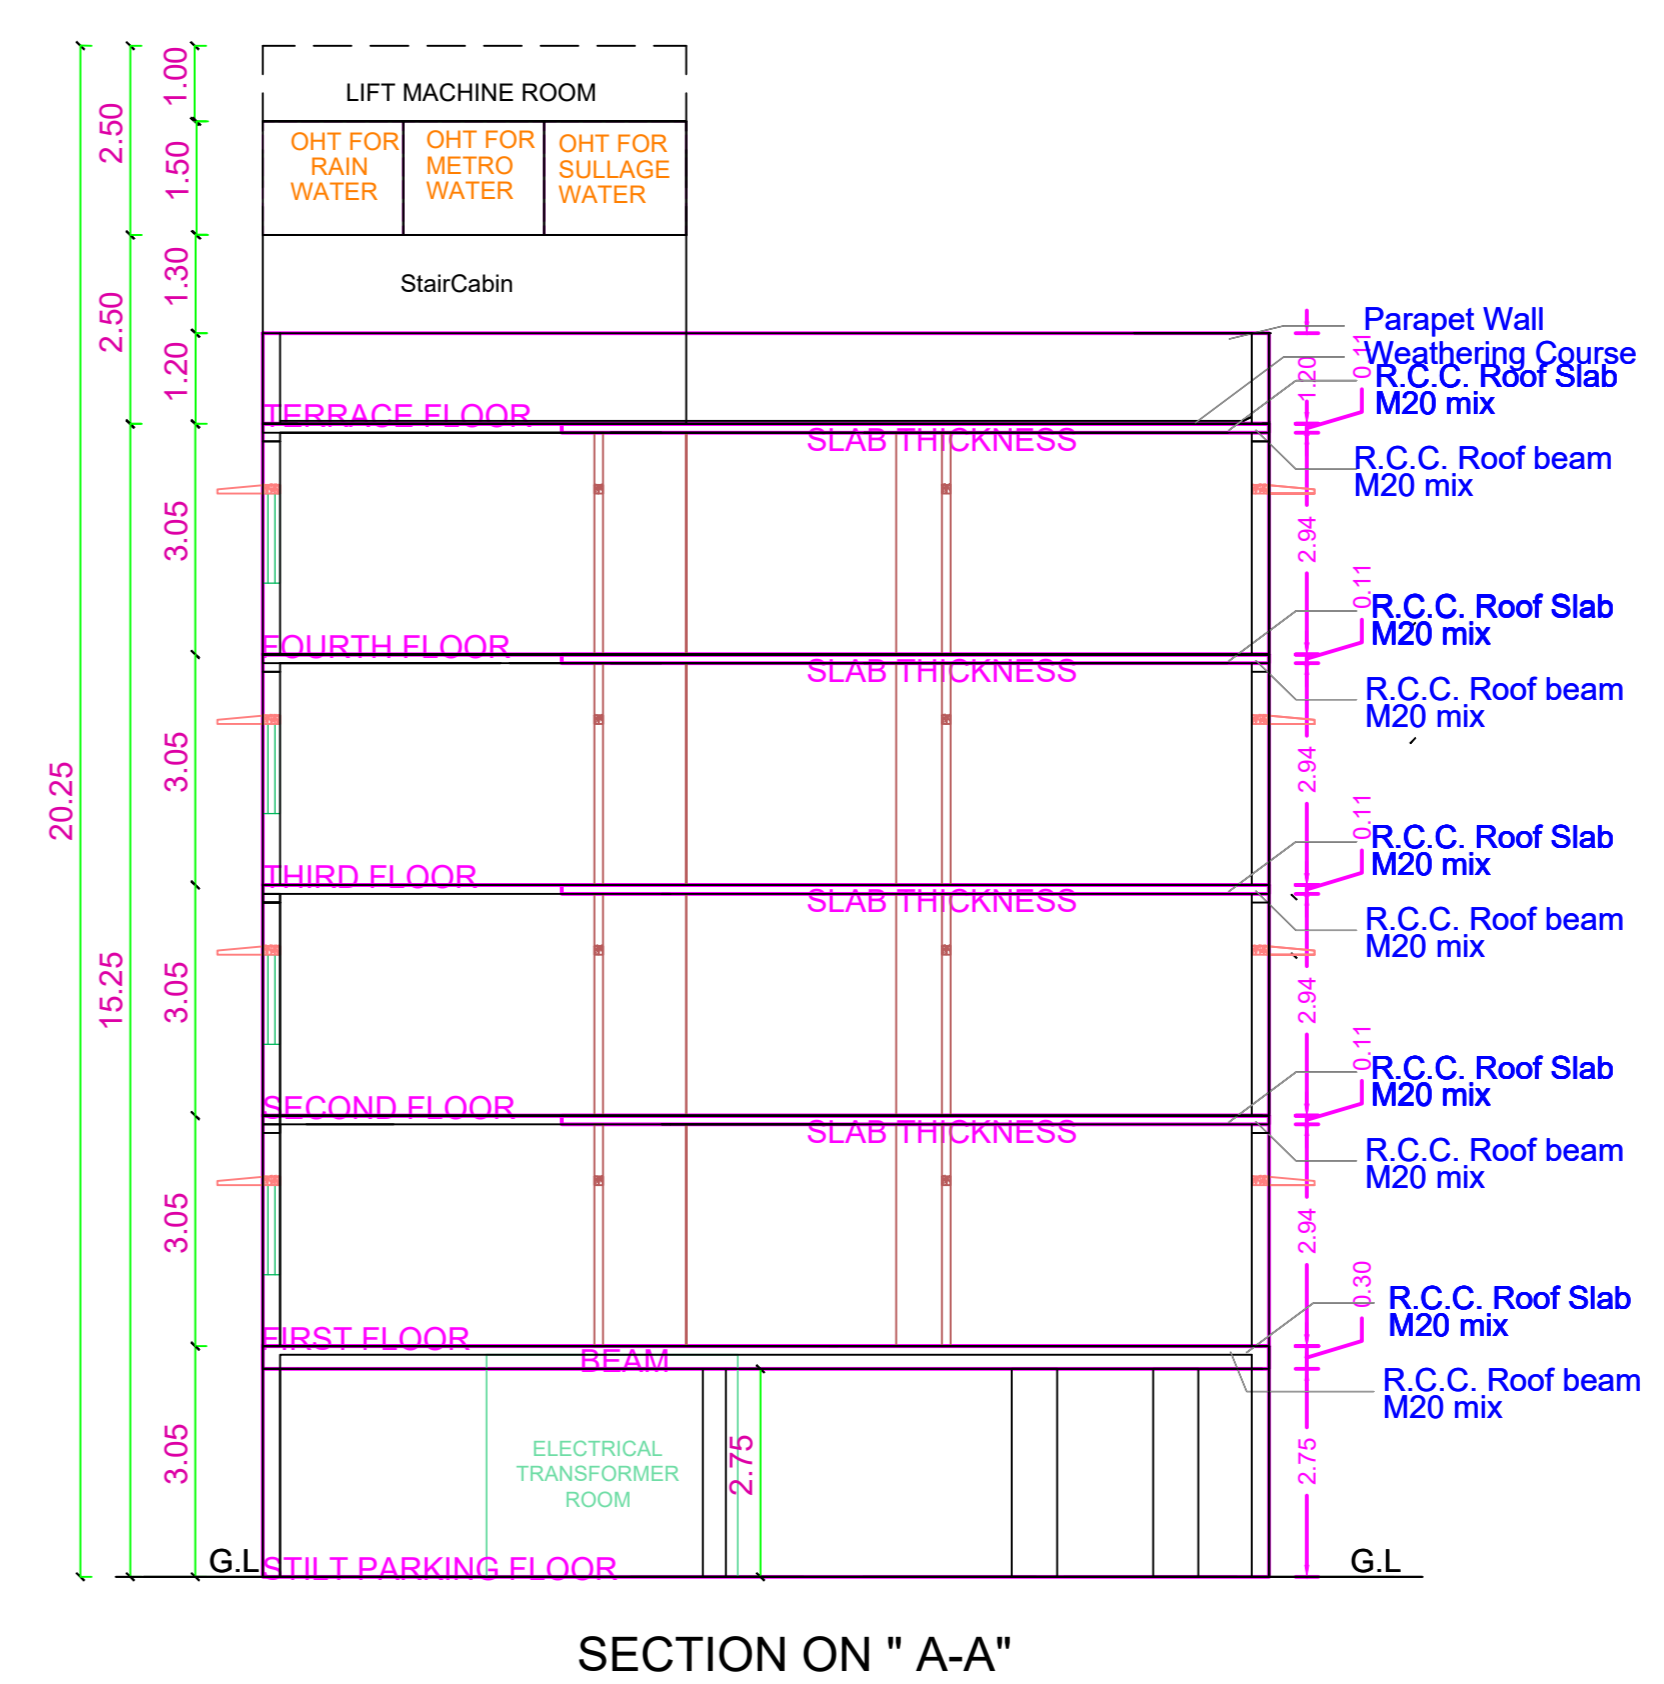 1.00
LIFT MACHINE ROOM
2.50
OHT FOR
RAIN
WATER
OHT FOR
METRO
WATER
OHT FOR
SULLAGE
WATER
1.50
1.30
StairCabin
2.50
Parapet Wall
Weathering Course
0.11
1.20
1.20
R.C.C. Roof Slab
M20 mix
TERRACE FLOOR
SLAB THICKNESS
R.C.C. Roof beam
M20 mix
3.05
2.94
0.11
R.C.C. Roof Slab
M20 mix
FOURTH FLOOR
SLAB THICKNESS
R.C.C. Roof beam
M20 mix
3.05
2.94
20.25
0.11
R.C.C. Roof Slab
M20 mix
THIRD FLOOR
SLAB THICKNESS
R.C.C. Roof beam
M20 mix
15.25
3.05
2.94
0.11
R.C.C. Roof Slab
M20 mix
SECOND FLOOR
SLAB THICKNESS
R.C.C. Roof beam
M20 mix
3.05
2.94
0.30
R.C.C. Roof Slab
M20 mix
FIRST FLOOR
BEAM
R.C.C. Roof beam
M20 mix
3.05
ELECTRICAL
TRANSFORMER
ROOM
2.75
2.75
G.L
STILT PARKING FLOOR
G.L
SECTION ON " A-A"